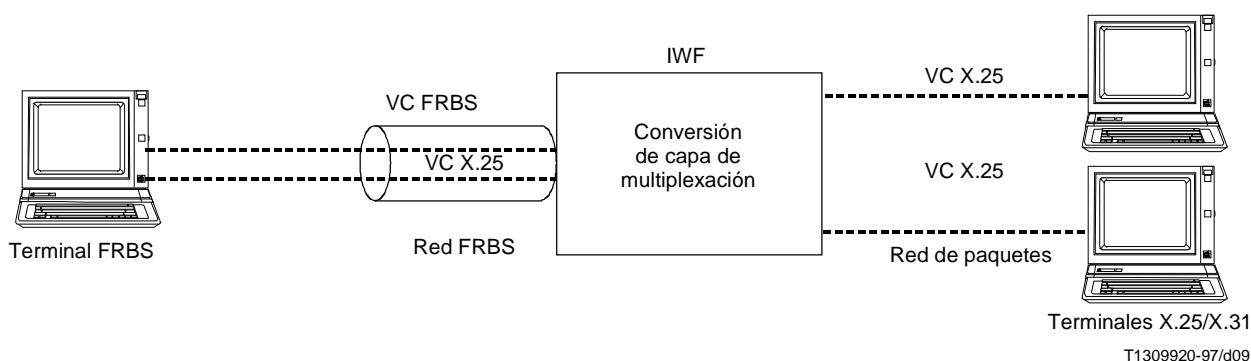 IWF
VC X.25
VC FRBS
Conversión
de capa de
multiplexación
VC X.25
VC X.25
Terminal FRBS
Red FRBS
Red de paquetes
Terminales X.25/X.31
T1309920-97/d09